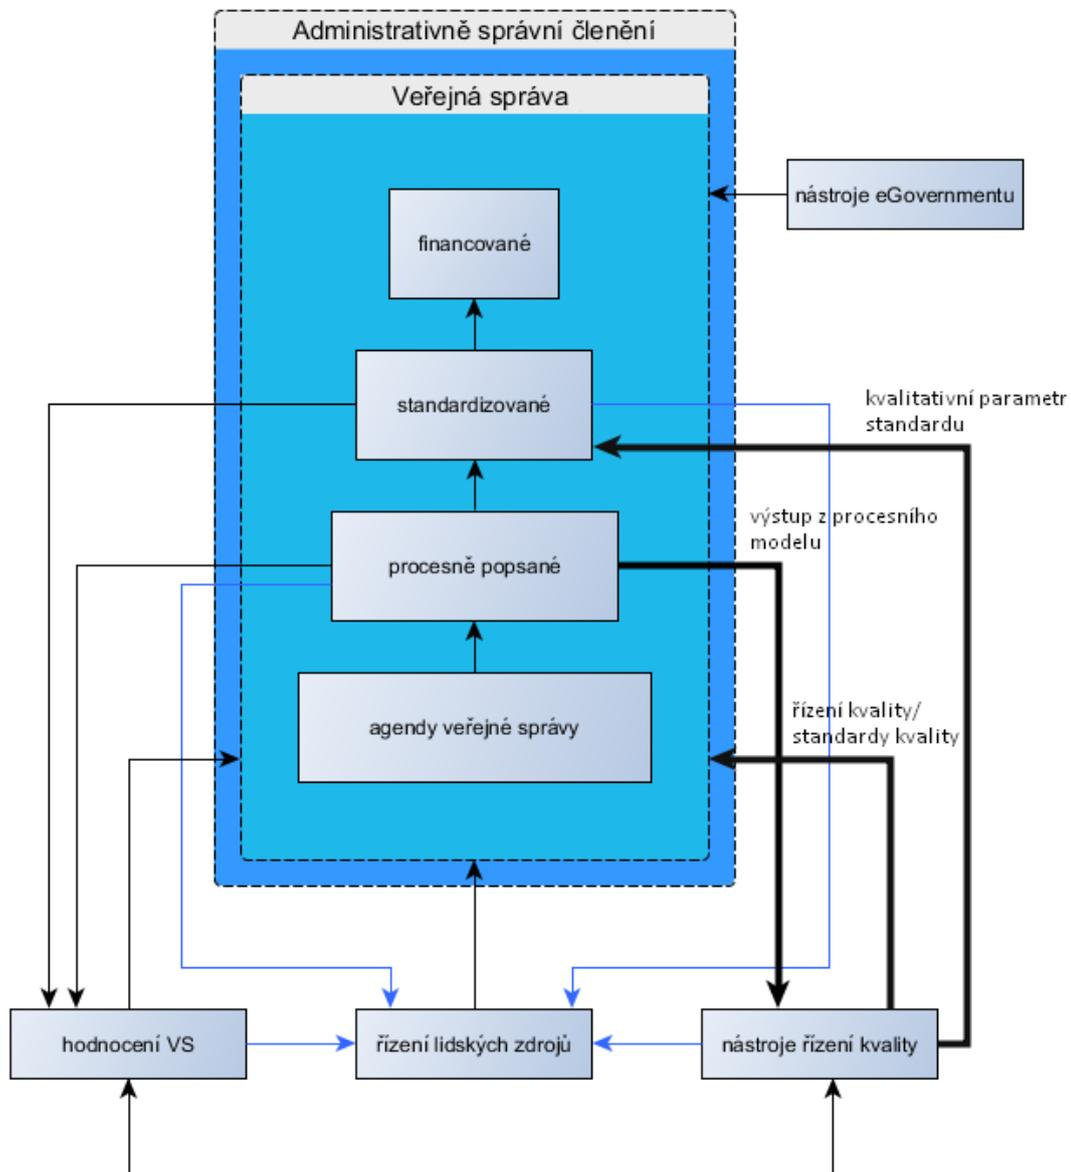 Administrativně správní členění
Veřejná správa
nástroje eGovernmentu
financované
standardizované
kvalitativní parametr
standardu
výstup z procesního
modelu
procesně popsané
řízení kvality/
standardy kvality
agendy veřejné správy
hodnocení VS
řízení lidských zdrojů
nástroje řízení kvality